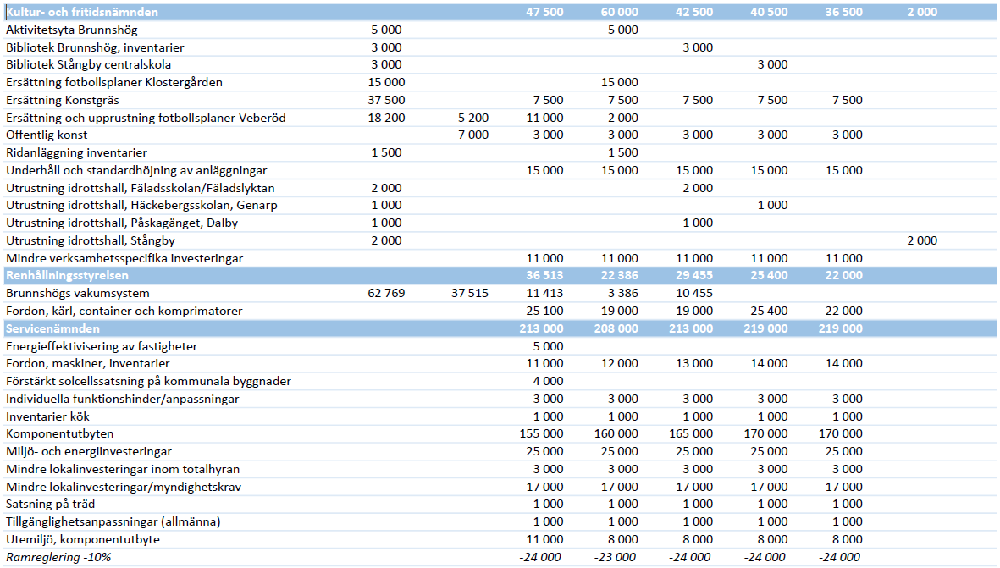 Kultur- och fritidsnämnden 47 500 60 000 42 500 40 500 36 500 2 000
Aktivitetsyta Brunnshög 5 000 5 000
Bibliotek Brunnshög, inventarier 3 000 3 000
Bibliotek Stångby centralskola 3 000 3 000
Ersättning fotbollsplaner Klostergården 15 000 15 000
Ersättning Konstgräs 37 500 7 500 7 500 7 500 7 500 7 500
Ersättning och upprustning fotbollsplaner Veberöd 18 200 5 200 11 000 2 000
Offentlig konst 7 000 3 000 3 000 3 000 3 000 3 000
Ridanläggning inventarier 1 500 1 500
Underhåll och standardhöjning av anläggningar 15 000 15 000 15 000 15 000 15 000
Utrustning idrottshall, Fäladsskolan/Fäladslyktan 2 000 2 000
Utrustning idrottshall, Häckebergsskolan, Genarp 1 000 1 000
Utrustning idrottshall, Påskagänget, Dalby 1 000 1 000
Utrustning idrottshall, Stångby 2 000 2 000
Mindre verksamhetsspecifika investeringar 11 000 11 000 11 000 11 000 11 000
Renhållningsstyrelsen 36 513 22 386 29 455 25 400 22 000
Brunnshögs vakumsystem 62 769 37 515 11 413 3 386 10 455
Fordon, kärl, container och komprimatorer 25 100 19 000 19 000 25 400 22 000
Servicenämnden 213 000 208 000 213 000 219 000 219 000
Energieffektivisering av fastigheter 5 000
Fordon, maskiner, inventarier 11 000 12 000 13 000 14 000 14 000
Förstärkt solcellssatsning på kommunala byggnader 4 000
Individuella funktionshinder/anpassningar 3 000 3 000 3 000 3 000 3 000
Inventarier kök 1 000 1 000 1 000 1 000 1 000
Komponentutbyten 155 000 160 000 165 000 170 000 170 000
Miljö- och energiinvesteringar 25 000 25 000 25 000 25 000 25 000
Mindre lokalinvesteringar inom totalhyran 3 000 3 000 3 000 3 000 3 000
Mindre lokalinvesteringar/myndighetskrav 17 000 17 000 17 000 17 000 17 000
Satsning på träd 1 000 1 000 1 000 1 000 1 000
Tillgänglighetsanpassningar (allmänna) 1 000 1 000 1 000 1 000 1 000
Utemiljö, komponentutbyte 11 000 8 000 8 000 8 000 8 000
Ramreglering -10% -24 000 -23 000 -24 000 -24 000 -24 000